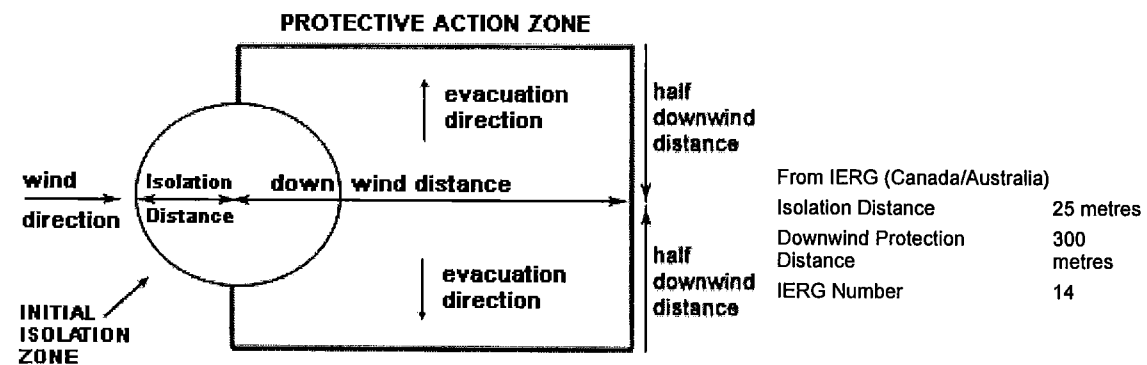 PROTECTIVE ACTION ZONE
evacuation
direction
half
downwind
distance
wind
direction
Isolation
Distance
down wind distance
From IERG (Canada/Australia)
Isolation Distance 25 metres
Downwind Protection 300
Distance metres
IERG Number 14
evacuation
direction
half
downwind
distance
INITIAL
ISOLATION
ZONE